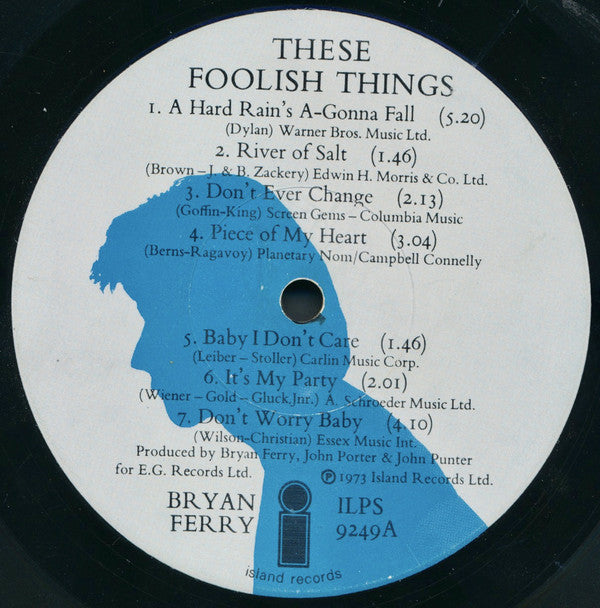 THESE
FOOLISH THINGS
1. A Hard Rain's A-Gonna Fall (5.20)
(Dylan) Warner Bros. Music Ltd.
2. River of Salt (1.46)
(Brown – J. & B. Zackery) Edwin H. Morris & Co. Ltd.
3. Don't Ever Change (2.13)
(Goffin-King) Screen Gems – Columbia Music
4. Piece of My Heart (3.04)
(Berns-Ragavoy) Planetary Nom/Campbell Connelly
5. Baby I Don't Care (1.46)
(Leiber – Stoller) Carlin Music Corp.
6. It's My Party (2.01)
(Wiener – Gold – Gluck.Jnr.) A. Schroeder Music Ltd.
7. Don't Worry Baby (4.10)
(Wilson-Christian) Essex Music Int.
Produced by Bryan Ferry, John Porter & John Punter
for E.G. Records Ltd. Ⓟ 1973 Island Records Ltd.
BRYAN
FERRY
ILPS
9249A
island records